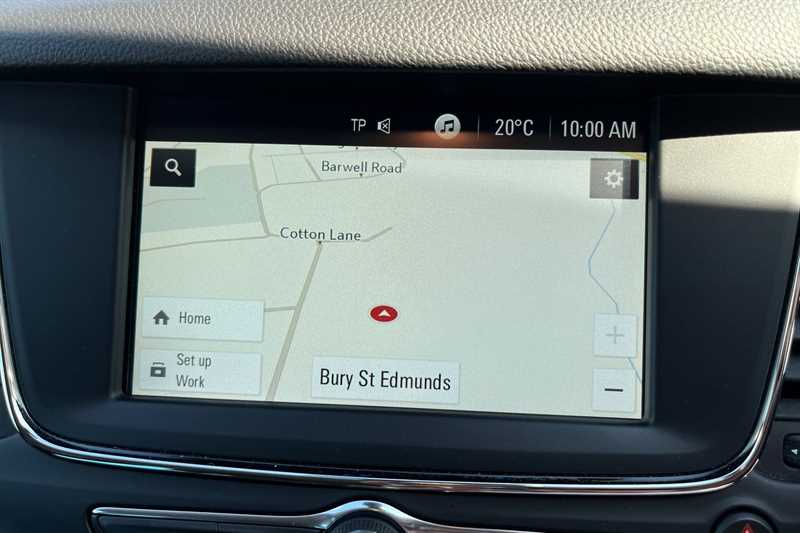 TP 20°C 10:00 AM
Barwell Road
Cotton Lane
Home
Set up
Work
Bury St Edmunds